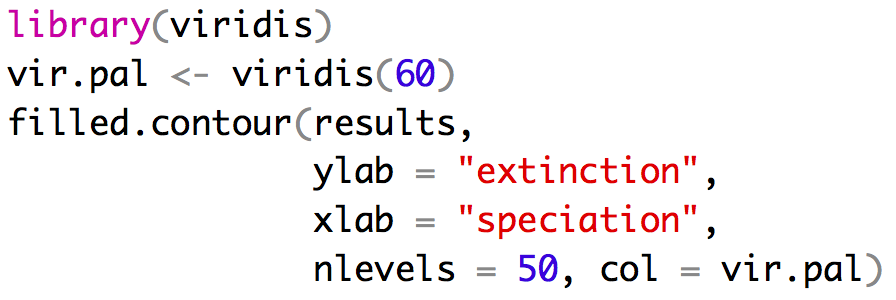 library(viridis)
vir.pal <- viridis(60)
filled.contour(results,
ylab = "extinction",
xlab = "speciation",
nlevels = 50, col = vir.pal)